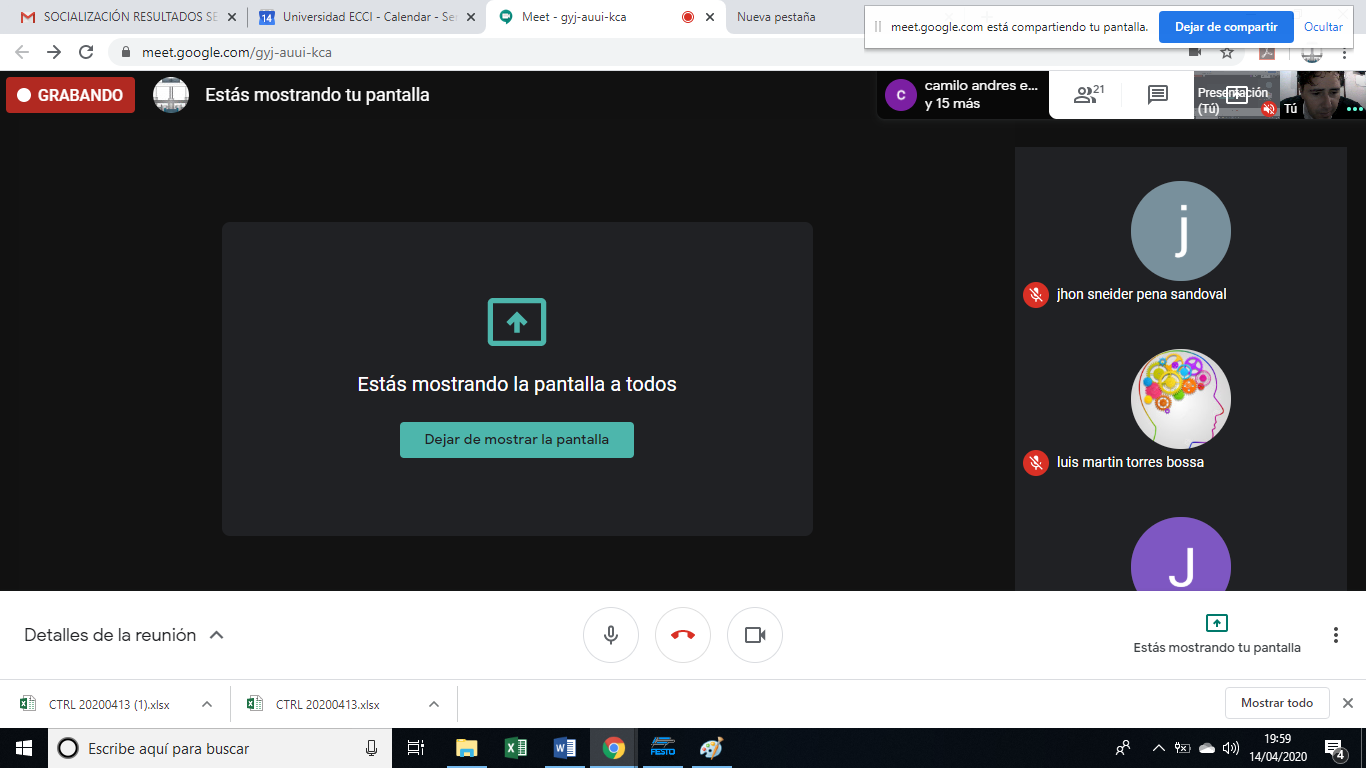 SOCIALIZACIÓN RESULTADOS SE
Universidad ECCI - Calendar - Se
Meet - gyj-auui-kca
Nueva pestaña
meet.google.com está compartiendo tu pantalla.
Dejar de compartir
Ocultar
meet.google.com/gyj-auui-kca
GRABANDO
Estás mostrando tu pantalla
c
camilo andres e...
y 15 más
21
Presentación
(Tú)
Tú
j
jhon sneider pena sandoval
Estás mostrando la pantalla a todos
Dejar de mostrar la pantalla
luis martin torres bossa
J
Detalles de la reunión
Estás mostrando tu pantalla
CTRL 20200413 (1).xlsx
CTRL 20200413.xlsx
Mostrar todo
Escribe aquí para buscar
FESTO
19:59
14/04/2020
4